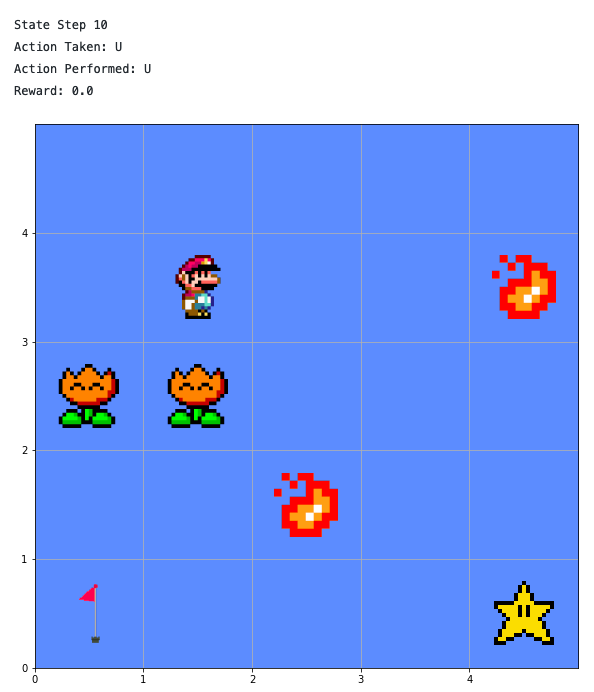 State Step 10
Action Taken: U
Action Performed: U
Reward: 0.0
4
3
2
1
0
0 1 2 3 4